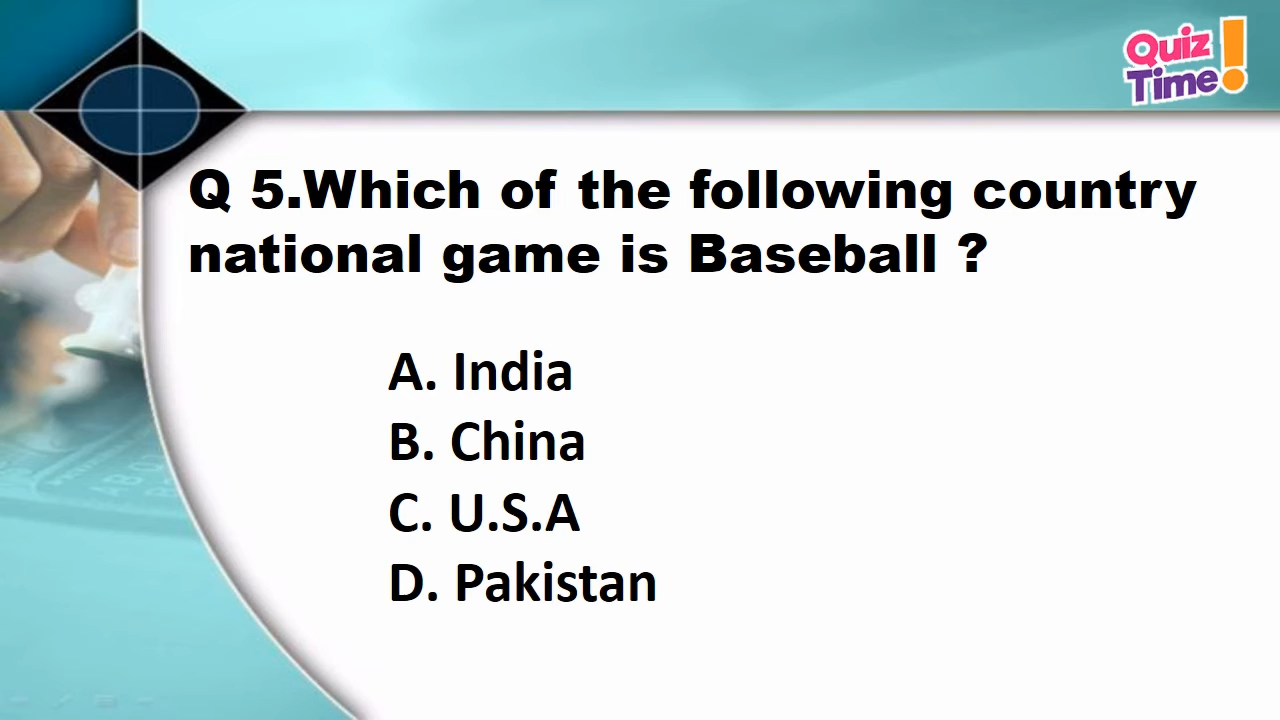 Quiz
Time!
Q 5.Which of the following country
national game is Baseball ?
A. India
B. China
C. U.S.A
D. Pakistan